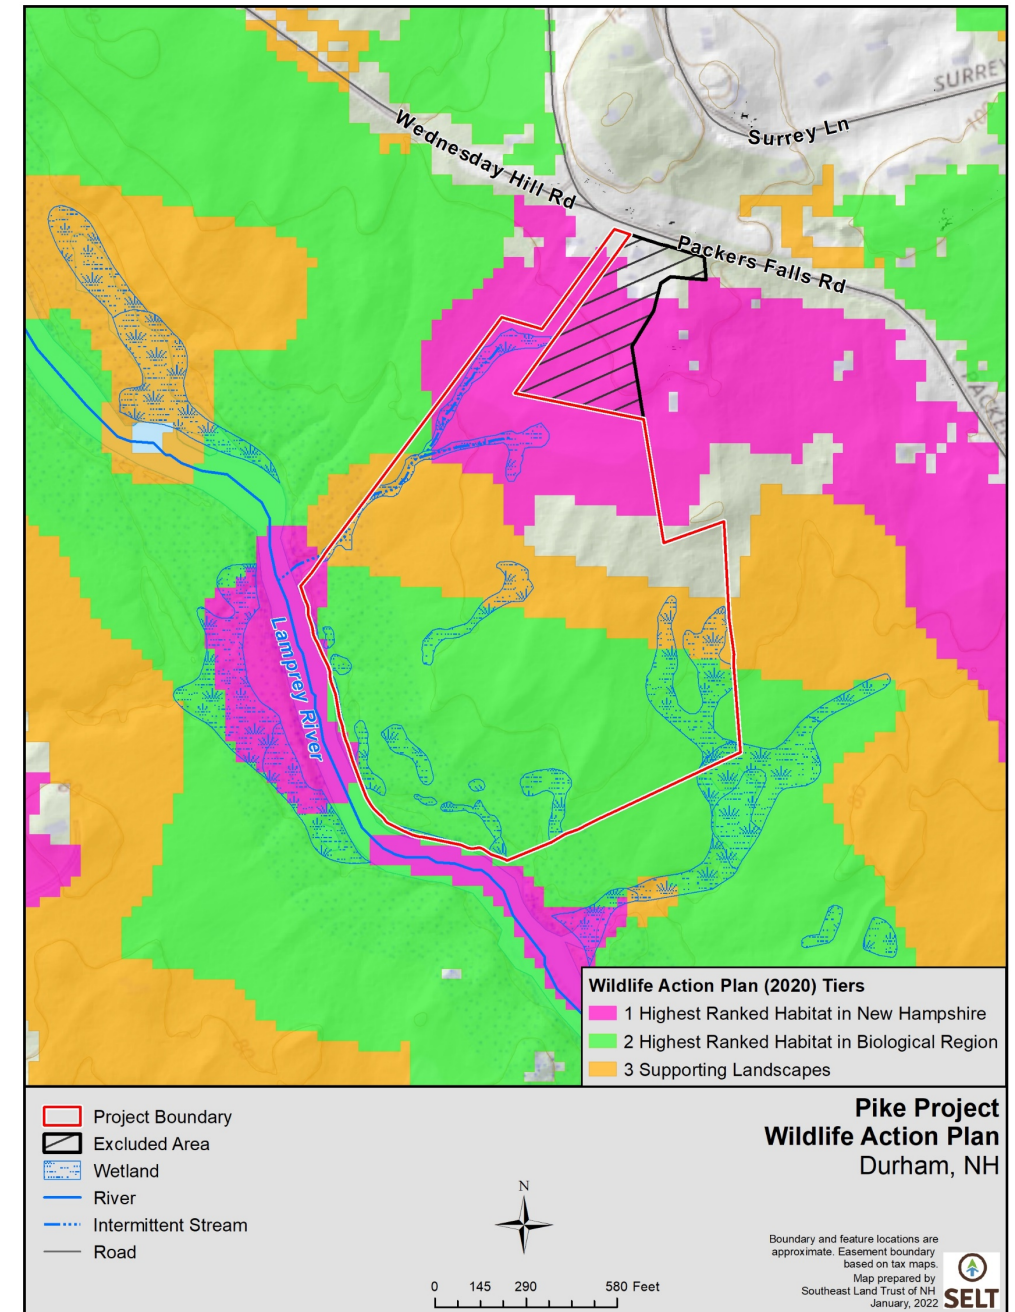 SURREY
Surrey Ln
Wednesday Hill Rd
Packers Falls Rd
Lamprey River
80
80
Wildlife Action Plan (2020) Tiers
1 Highest Ranked Habitat in New Hampshire
2 Highest Ranked Habitat in Biological Region
3 Supporting Landscapes
Project Boundary
Excluded Area
Wetland
River
Intermittent Stream
Road
N
0 145 290 580 Feet
Pike Project
Wildlife Action Plan
Durham, NH
Boundary and feature locations are
approximate. Easement boundary
based on tax maps.
Map prepared by
Southeast Land Trust of NH
January, 2022
SELT